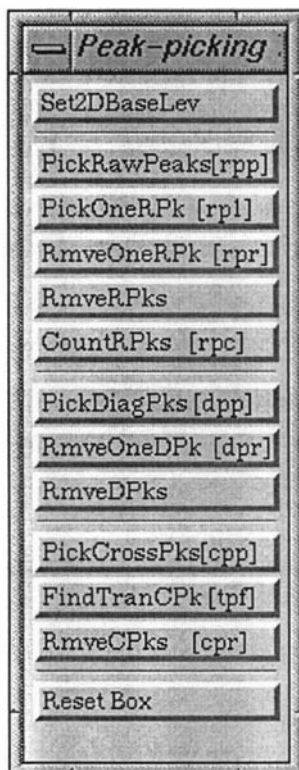 Peak-picking
Set2DBaseLev
PickRawPeaks[rpp]
PickOneRPk [rp1]
RmveOneRPk [rpr]
RmveRPks
CountRPks [rpc]
PickDiagPks [dpp]
RmveOneDPk [dpr]
RmveDPks
PickCrossPks[cpp]
FindTranCPk [tpf]
RmveCPks [cpr]
Reset Box